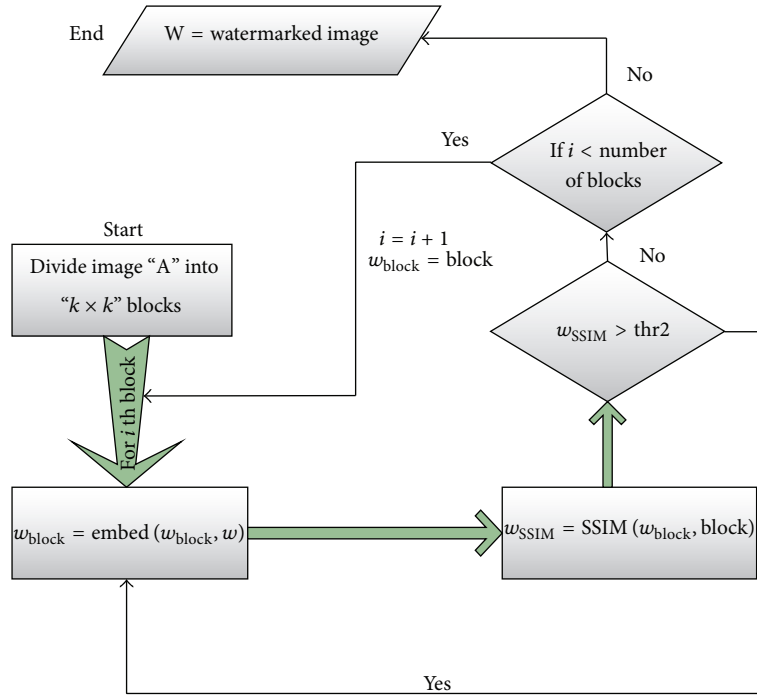 End
W = watermarked image
No
Yes
If i < number
of blocks
i = i + 1
w_block = block
Start
Divide image “A” into
“k × k” blocks
No
w_SSIM > thr2
For i th block
w_block = embed (w_block, w)
w_SSIM = SSIM (w_block, block)
Yes